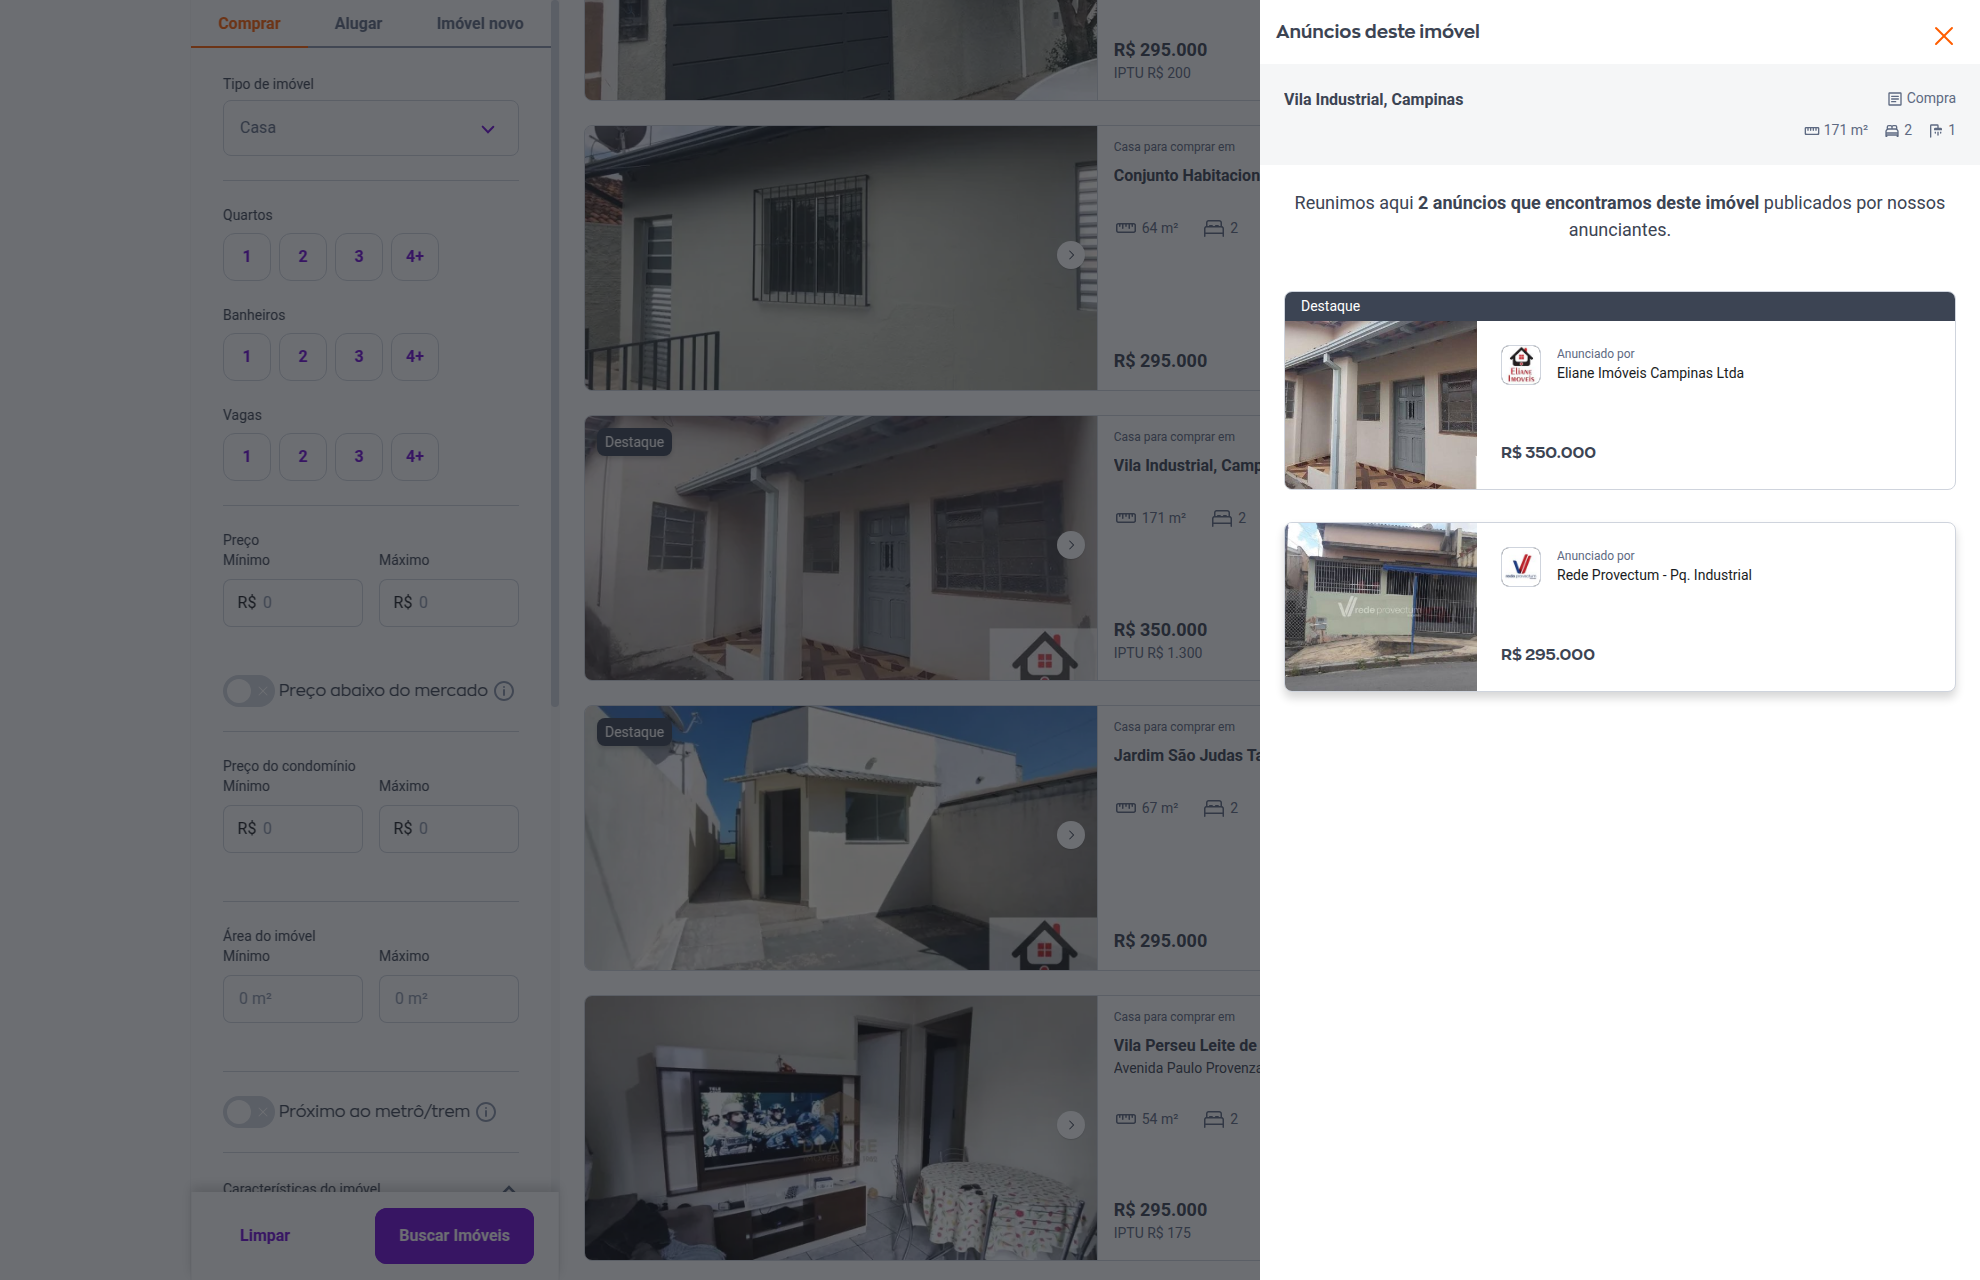 Comprar
Alugar
Imóvel novo
Tipo de imóvel
Casa
Quartos
1
2
3
4+
Banheiros
1
2
3
4+
Vagas
1
2
3
4+
Preço
Mínimo
Máximo
R$ 0
R$ 0
Preço abaixo do mercado
Preço do condomínio
Mínimo
Máximo
R$ 0
R$ 0
Área do imóvel
Mínimo
Máximo
0 m²
0 m²
Próximo ao metrô/trem
Características do imóvel
Limpar
Buscar Imóveis
R$ 295.000
IPTU R$ 200
Casa para comprar em
Conjunto Habitacion
64 m²
2
R$ 295.000
Destaque
Casa para comprar em
Vila Industrial, Camp
171 m²
2
R$ 350.000
IPTU R$ 1.300
Destaque
Casa para comprar em
Jardim São Judas Ta
67 m²
2
R$ 295.000
Casa para comprar em
Vila Perseu Leite de
Avenida Paulo Provenza
54 m²
2
R$ 295.000
IPTU R$ 175
D.LANGE
Anúncios deste imóvel
Vila Industrial, Campinas
Compra
171 m²
2
1
Reunimos aqui 2 anúncios que encontramos deste imóvel publicados por nossos
anunciantes.
Destaque
Eliane
Imoveis
Anunciado por
Eliane Imóveis Campinas Ltda
R$ 350.000
rede provectum
rede provectum
Anunciado por
Rede Provectum - Pq. Industrial
R$ 295.000